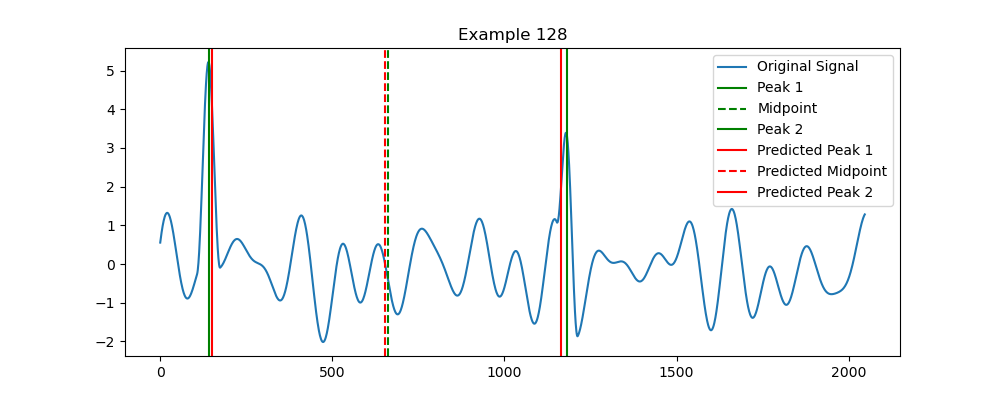 Example 128
Original Signal
Peak 1
Midpoint
Peak 2
Predicted Peak 1
Predicted Midpoint
Predicted Peak 2
5
4
3
2
1
0
−1
−2
0 500 1000 1500 2000